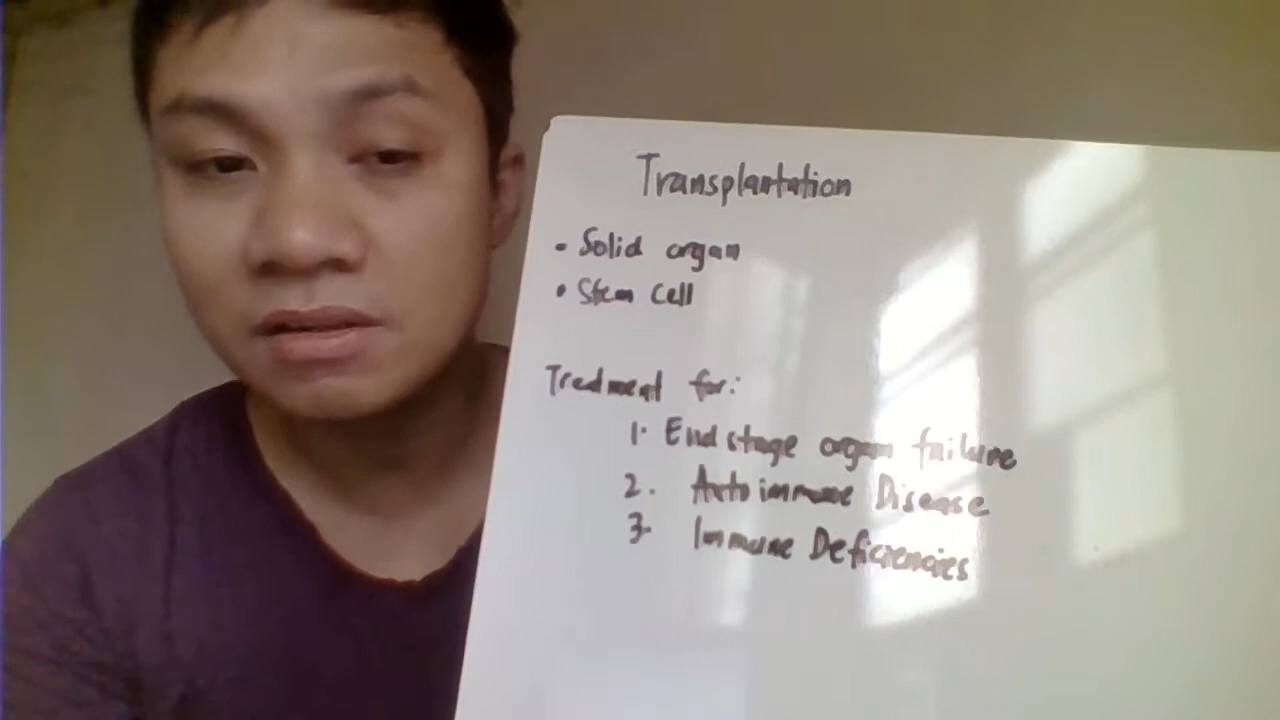 Transplantation
• Solid organ
• Stem Cell
Treatment for:
1. End stage organ failure
2. Autoimmune Disease
3. Immune Deficiencies